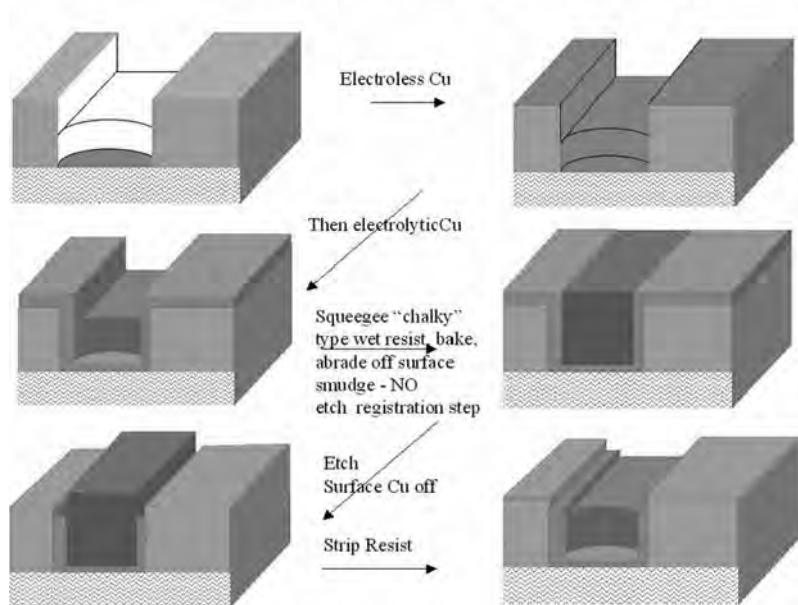 Electroless Cu
Then electrolyticCu
Squeegee “chalky”
type wet resist, bake,
abrade off surface
smudge - NO
etch registration step
Etch
Surface Cu off
Strip Resist